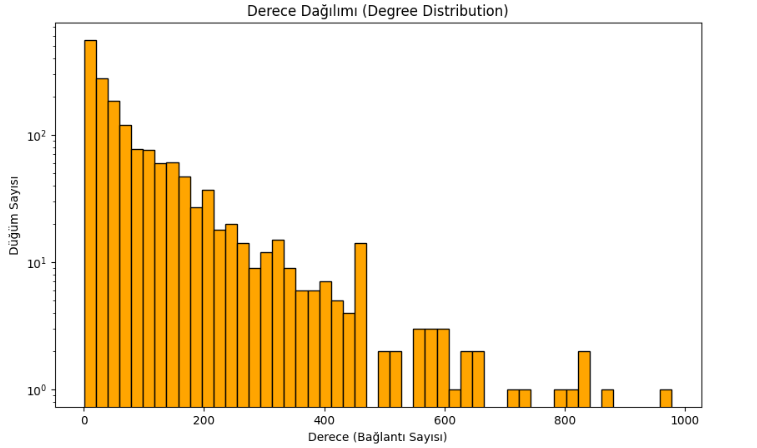 Derece Dağılımı (Degree Distribution)
Düğüm Sayısı
10²
10¹
10⁰
0 200 400 600 800 1000
Derece (Bağlantı Sayısı)